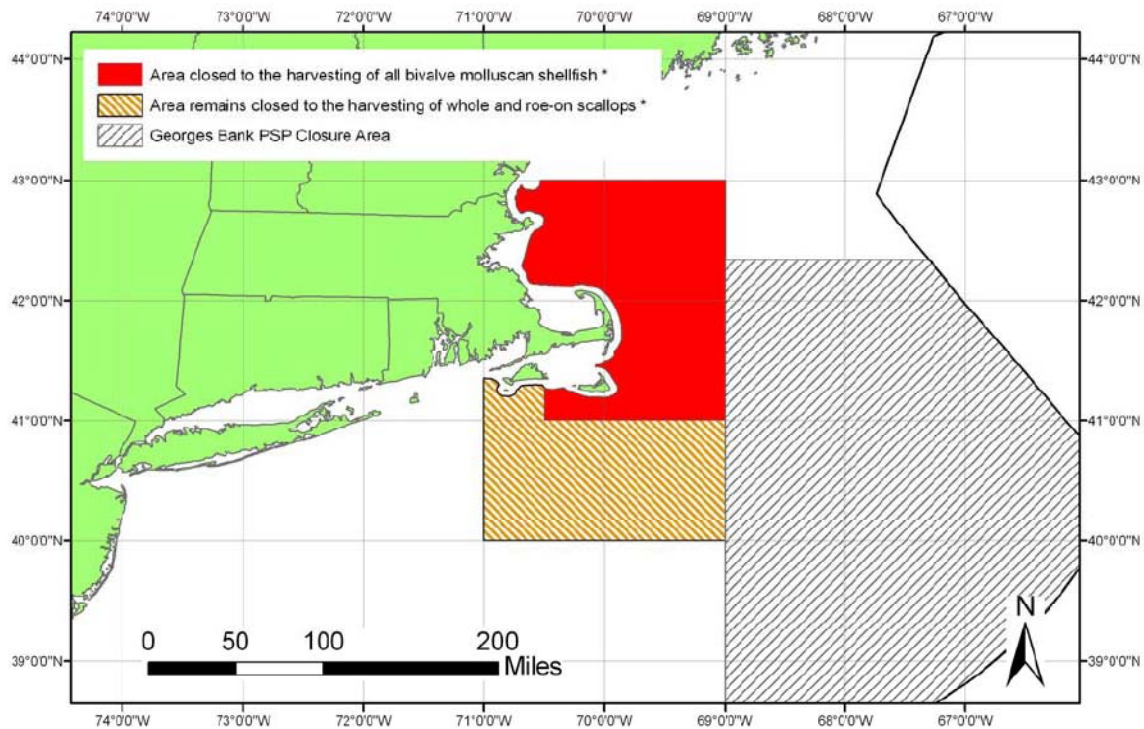 74°0'0"W 73°0'0"W 72°0'0"W 71°0'0"W 70°0'0"W 69°0'0"W 68°0'0"W 67°0'0"W
44°0'0"N 44°0'0"N
Area closed to the harvesting of all bivalve molluscan shellfish *
Area remains closed to the harvesting of whole and roe-on scallops *
Georges Bank PSP Closure Area
43°0'0"N 43°0'0"N
42°0'0"N 42°0'0"N
41°0'0"N 41°0'0"N
40°0'0"N 40°0'0"N
N
0 50 100 200
Miles
39°0'0"N 39°0'0"N
74°0'0"W 73°0'0"W 72°0'0"W 71°0'0"W 70°0'0"W 69°0'0"W 68°0'0"W 67°0'0"W